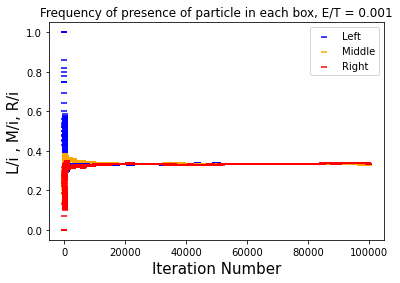 Frequency of presence of particle in each box, E/T = 0.001
L/i , M/i, R/i
1.0
0.8
0.6
0.4
0.2
0.0
Left
Middle
Right
0 20000 40000 60000 80000 100000
Iteration Number